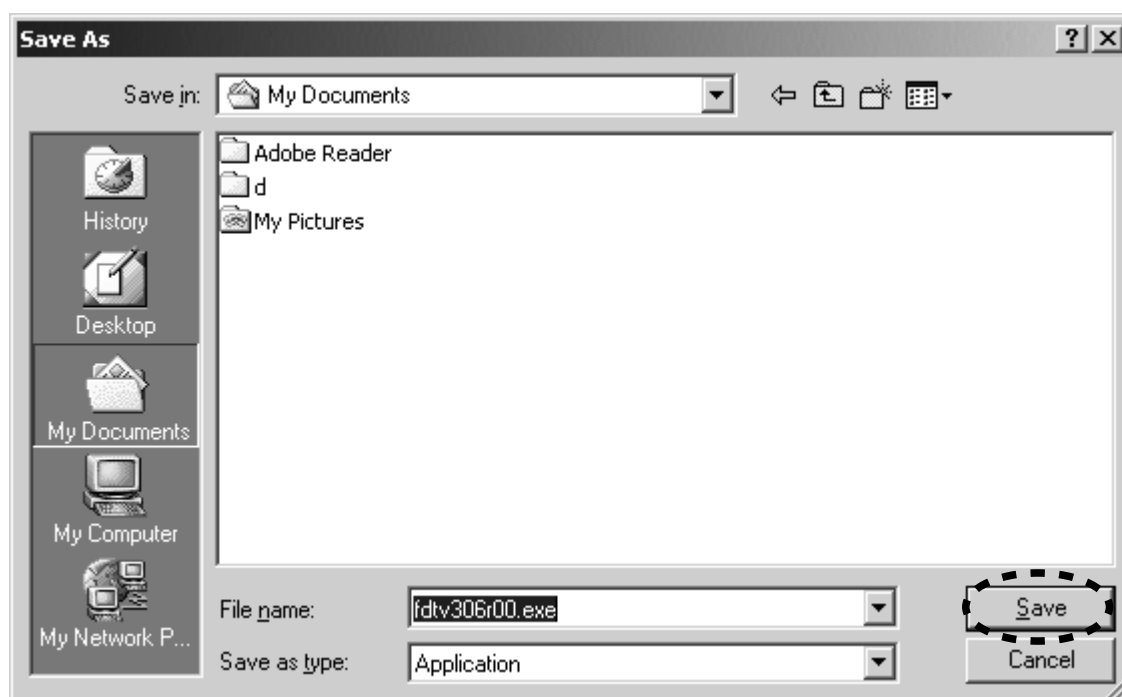 Save As
Save in: My Documents
Adobe Reader
d
My Pictures
History
Desktop
My Documents
My Computer
My Network P...
File name: fdtv306r00.exe
Save
Save as type: Application
Cancel